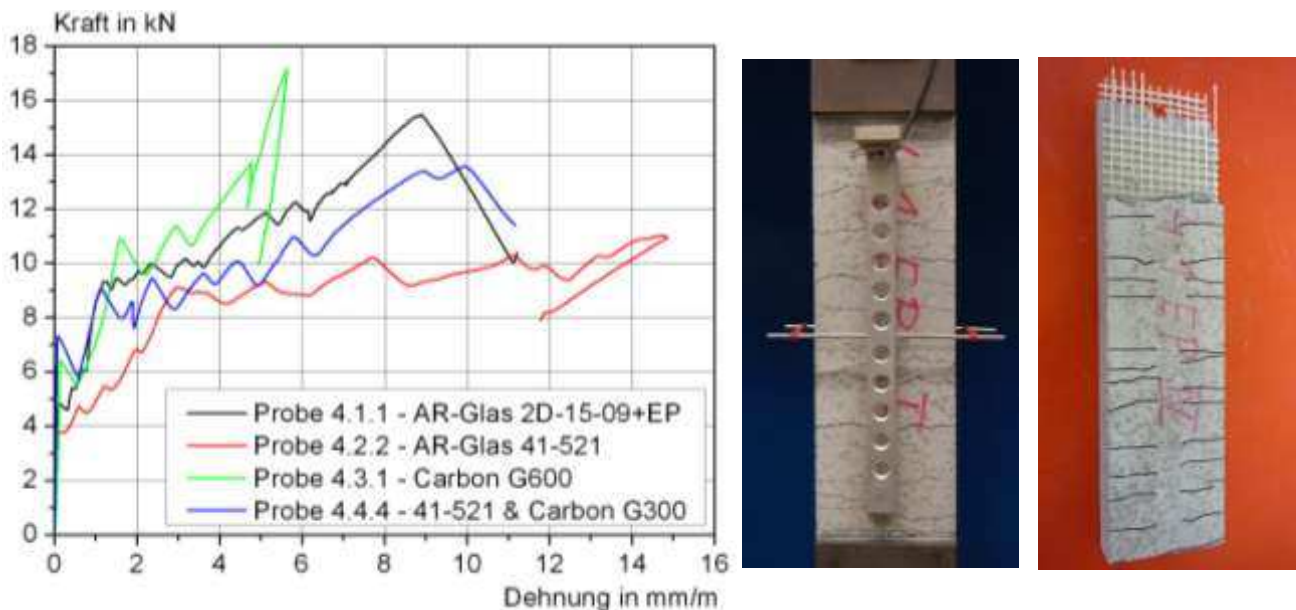 Kraft in kN
18
16
14
12
10
8
6
4
2
0
Probe 4.1.1 - AR-Glas 2D-15-09+EP
Probe 4.2.2 - AR-Glas 41-521
Probe 4.3.1 - Carbon G600
Probe 4.4.4 - 41-521 & Carbon G300
0 2 4 6 8 10 12 14 16
Dehnung in mm/m